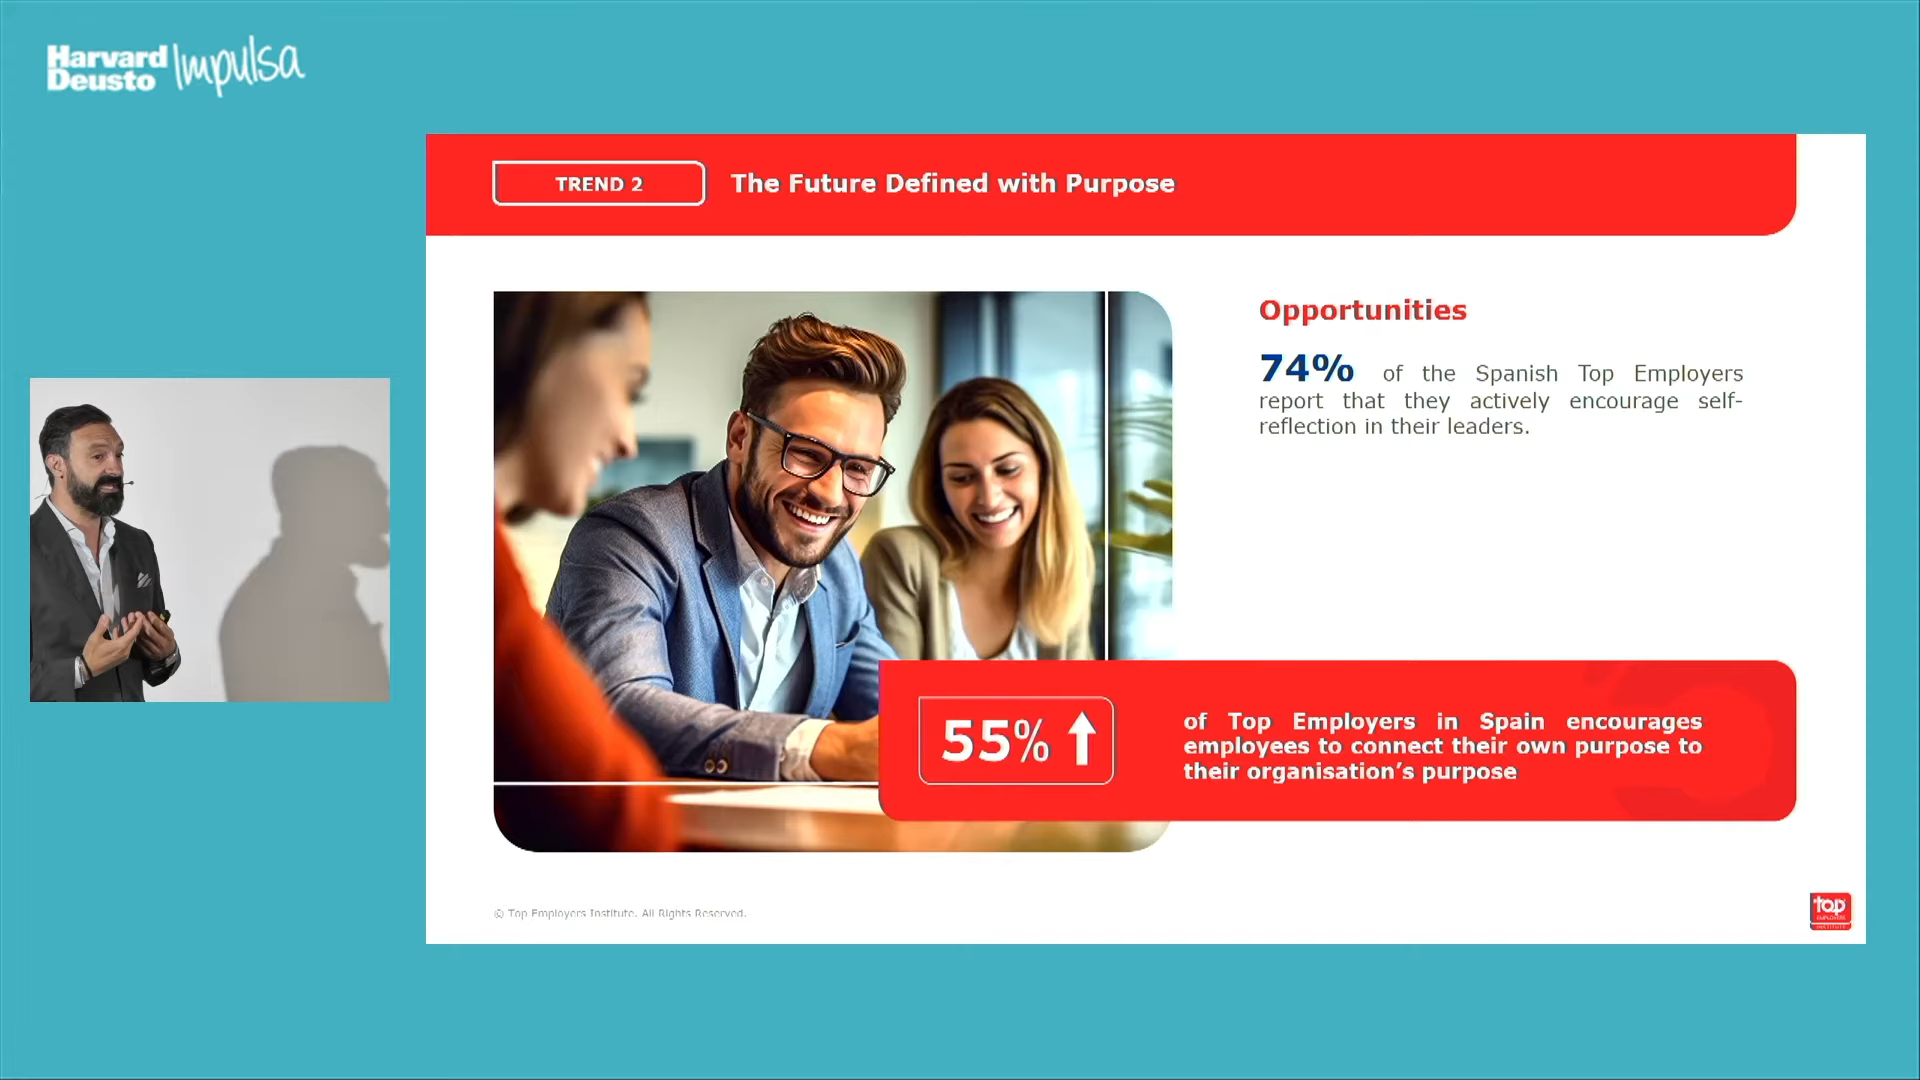 Harvard
Deusto
Impulsa
TREND 2
The Future Defined with Purpose
Opportunities
74% of the Spanish Top Employers
report that they actively encourage self-
reflection in their leaders.
55%
of Top Employers in Spain encourages
employees to connect their own purpose to
their organisation's purpose
© Top Employers Institute. All Rights Reserved.
top
EMPLOYERS
INSTITUTE